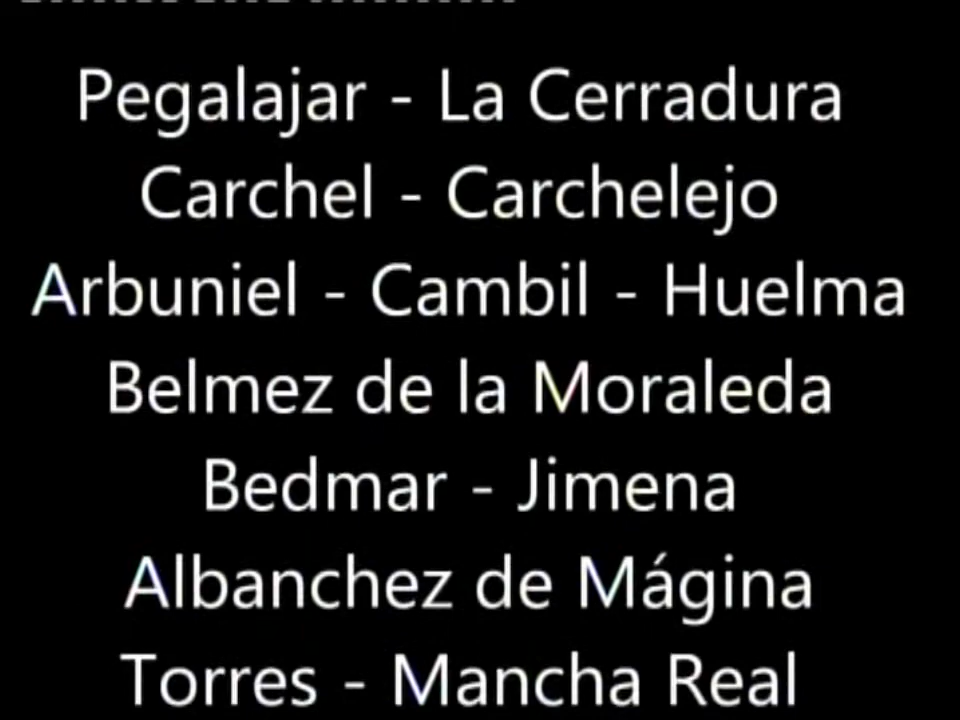 Pegalajar - La Cerradura
Carchel - Carchelejo
Arbuniel - Cambil - Huelma
Belmez de la Moraleda
Bedmar - Jimena
Albanchez de Mágina
Torres - Mancha Real